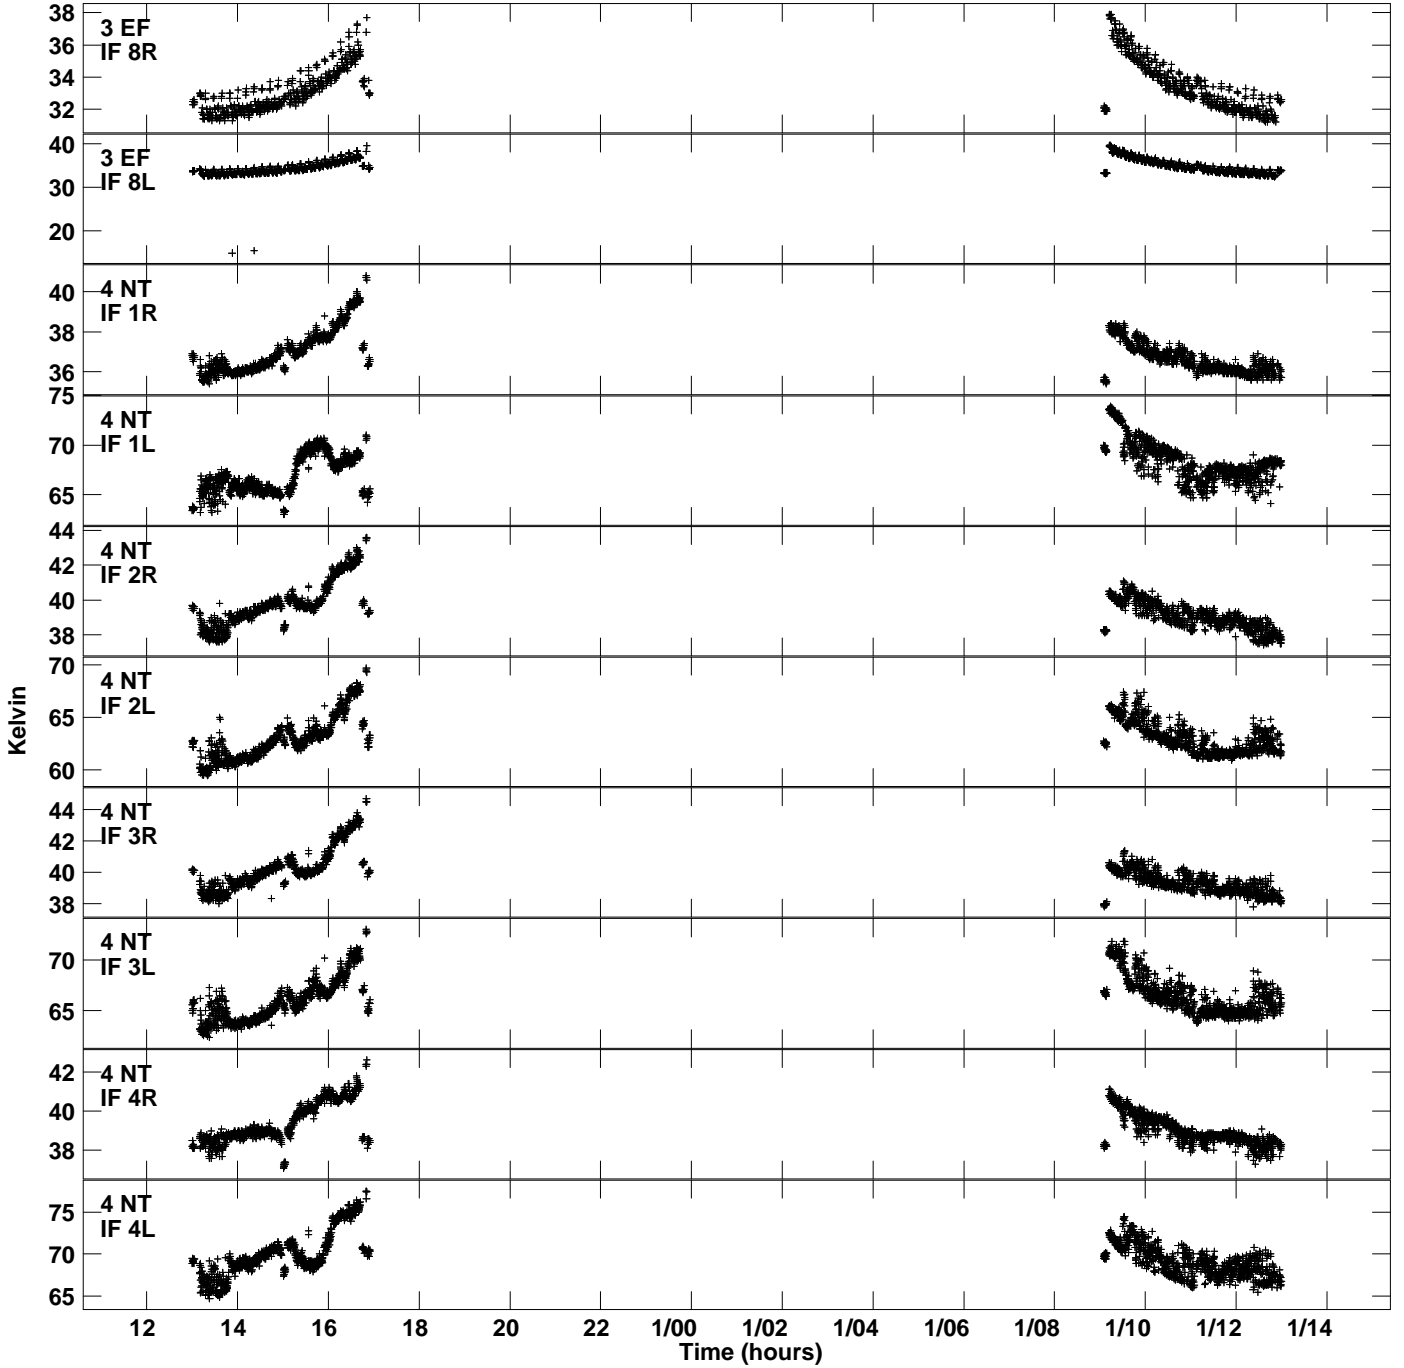 38
36
34
32
3 EF
IF 8R
40
30
20
3 EF
IF 8L
40
38
36
4 NT
IF 1R
75
70
65
4 NT
IF 1L
44
42
40
38
4 NT
IF 2R
70
65
60
4 NT
IF 2L
Kelvin
44
42
40
38
4 NT
IF 3R
70
65
4 NT
IF 3L
42
40
38
4 NT
IF 4R
75
70
65
4 NT
IF 4L
12 14 16 18 20 22 1/00 1/02 1/04 1/06 1/08 1/10 1/12 1/14
Time (hours)